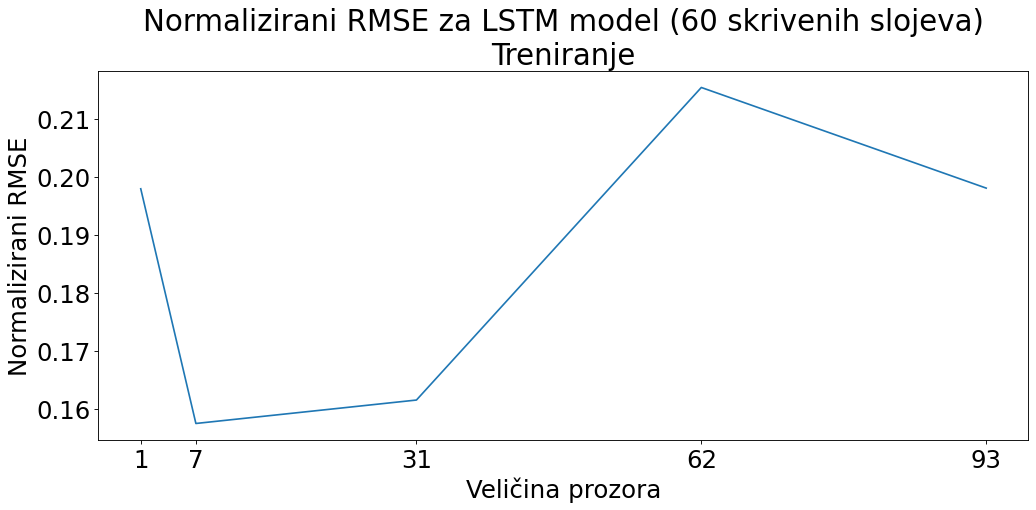 Normalizirani RMSE za LSTM model (60 skrivenih slojeva)
Treniranje
Normalizirani RMSE
0.21
0.20
0.19
0.18
0.17
0.16
1 7 31 62 93
Veličina prozora